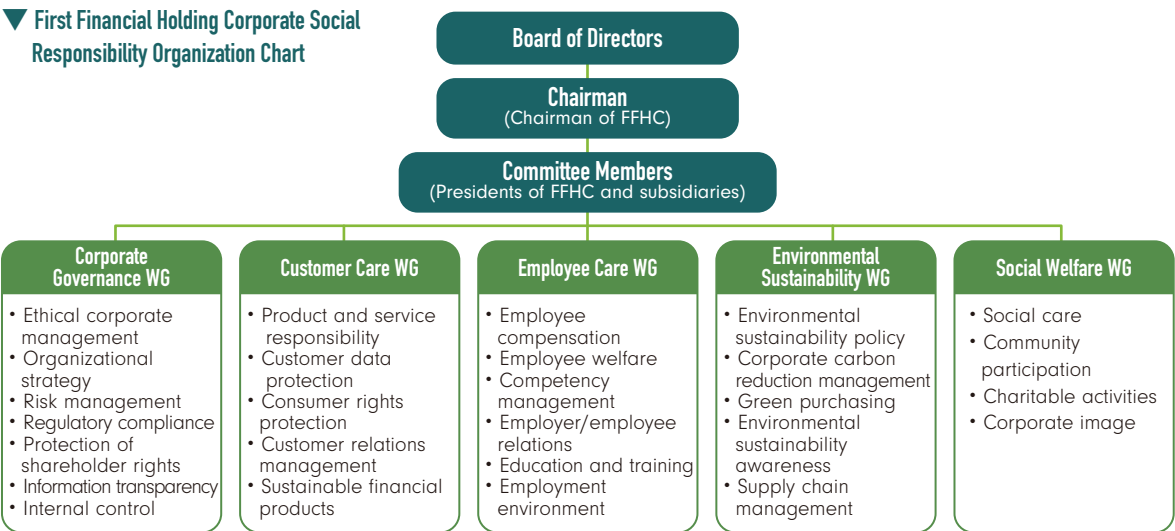 ▼ First Financial Holding Corporate Social
Responsibility Organization Chart
Board of Directors
Chairman
(Chairman of FFHC)
Committee Members
(Presidents of FFHC and subsidiaries)
Corporate
Governance WG
• Ethical corporate
management
• Organizational
strategy
• Risk management
• Regulatory compliance
• Protection of
shareholder rights
• Information transparency
• Internal control
Customer Care WG
• Product and service
responsibility
• Customer data
protection
• Consumer rights
protection
• Customer relations
management
• Sustainable financial
products
Employee Care WG
• Employee
compensation
• Employee welfare
• Competency
management
• Employer/employee
relations
• Education and training
• Employment
environment
Environmental
Sustainability WG
• Environmental
sustainability policy
• Corporate carbon
reduction management
• Green purchasing
• Environmental
sustainability
awareness
• Supply chain
management
Social Welfare WG
• Social care
• Community
participation
• Charitable activities
• Corporate image